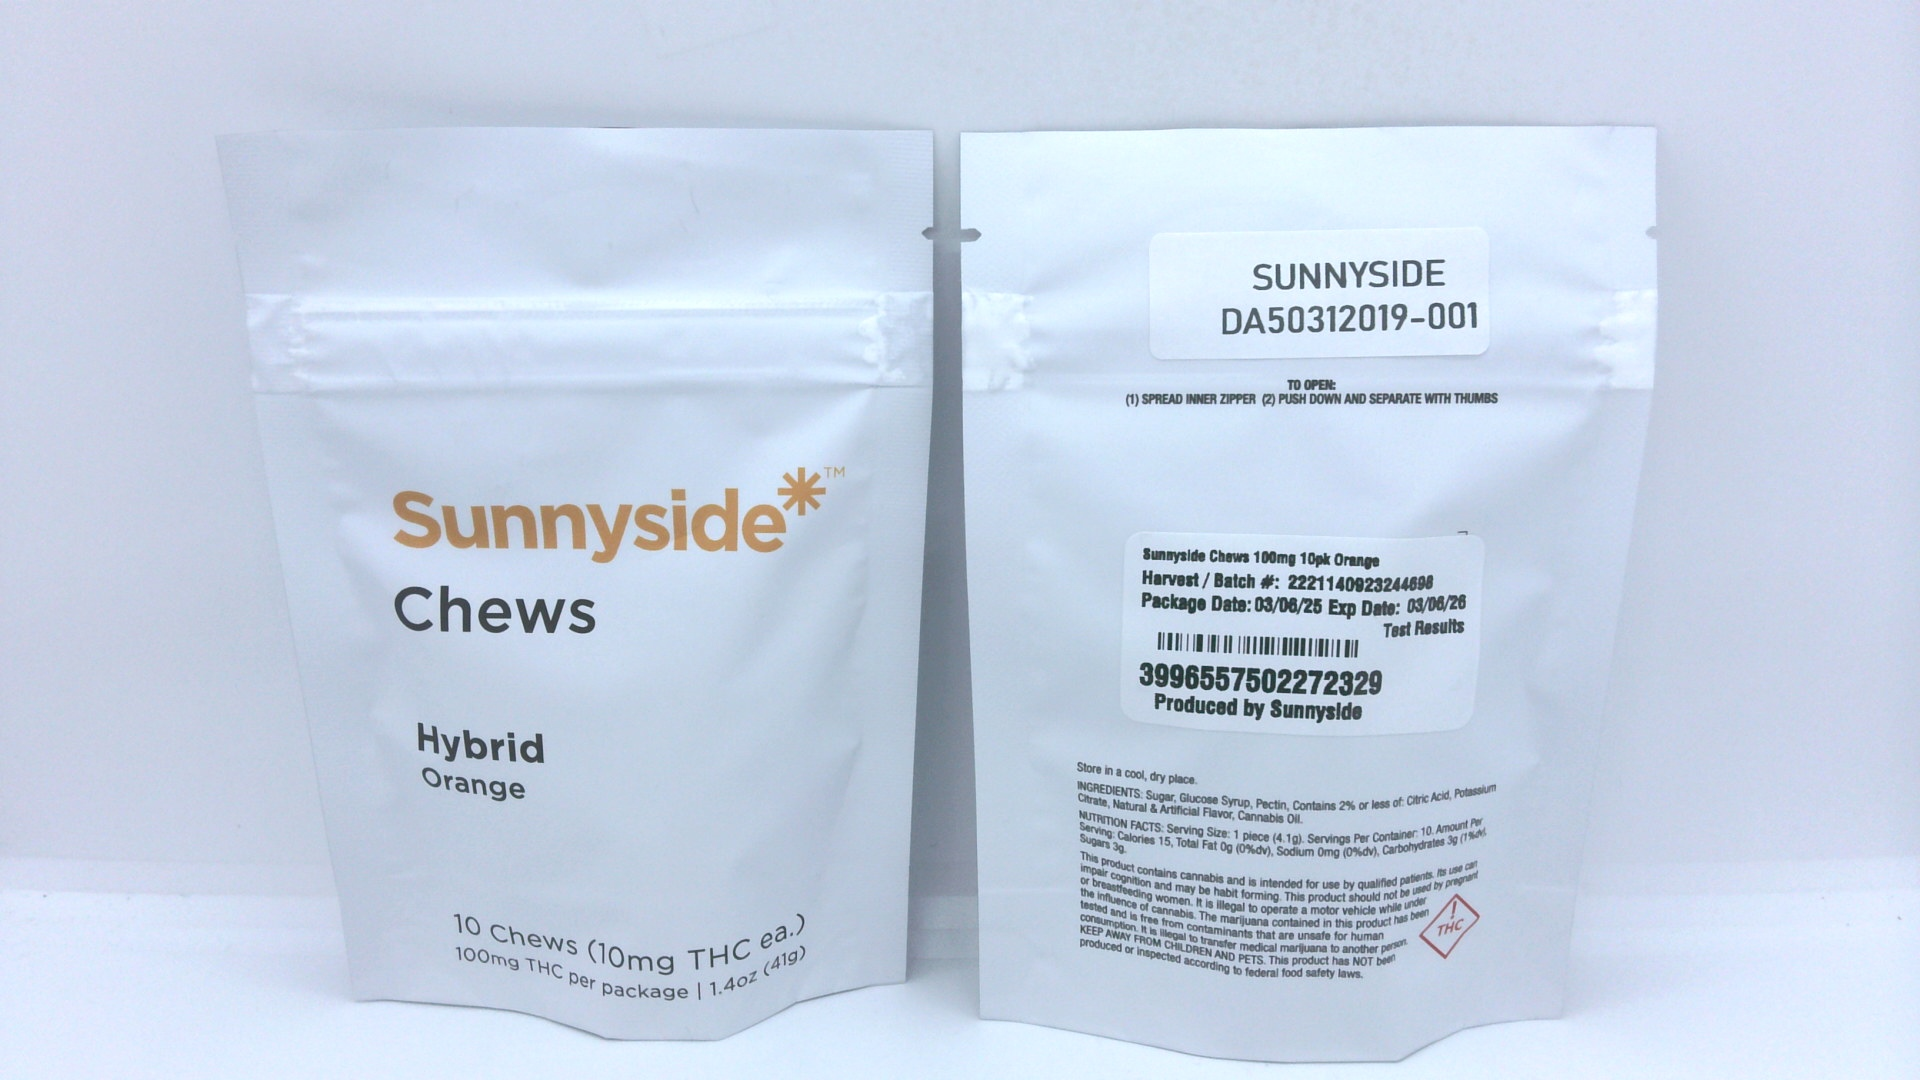 Sunnyside*™
Chews
Hybrid
Orange
10 Chews (10mg THC ea.)
100mg THC per package | 1.4oz (41g)
SUNNYSIDE
DA50312019-001
TO OPEN:
(1) SPREAD INNER ZIPPER (2) PUSH DOWN AND SEPARATE WITH THUMBS
Sunnyside Chews 100mg 10pk Orange
Harvest / Batch #: 2221140923244698
Package Date: 03/06/25 Exp Date: 03/06/26
Test Results
3996557502272329
Produced by Sunnyside
Store in a cool, dry place.
INGREDIENTS: Sugar, Glucose Syrup, Pectin, Contains 2% or less of: Citric Acid, Potassium
Citrate, Natural & Artificial Flavor, Cannabis Oil.
NUTRITION FACTS: Serving Size: 1 piece (4.1g). Servings Per Container: 10. Amount Per
Serving: Calories 15, Total Fat 0g (0%dv), Sodium 0mg (0%dv), Carbohydrates 3g (1%dv),
Sugars 3g.
This product contains cannabis and is intended for use by qualified patients. Its use can
impair cognition and may be habit forming. This product should not be used by pregnant
or breastfeeding women. It is illegal to operate a motor vehicle while under
the influence of cannabis. The marijuana contained in this product has been
tested and is free from contaminants that are unsafe for human
consumption. It is illegal to transfer medical marijuana to another person.
KEEP AWAY FROM CHILDREN AND PETS. This product has NOT been
produced or inspected according to federal food safety laws.
!
THC